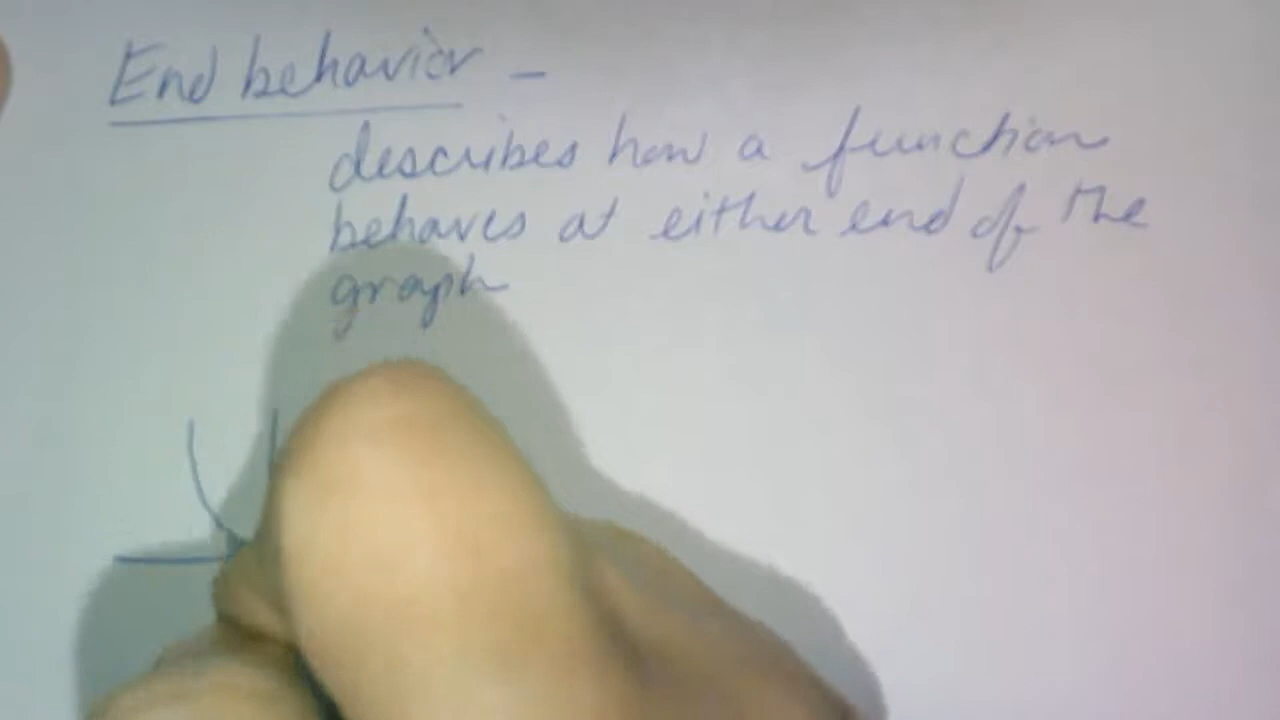 End behavior -
describes how a function
behaves at either end of the
graph